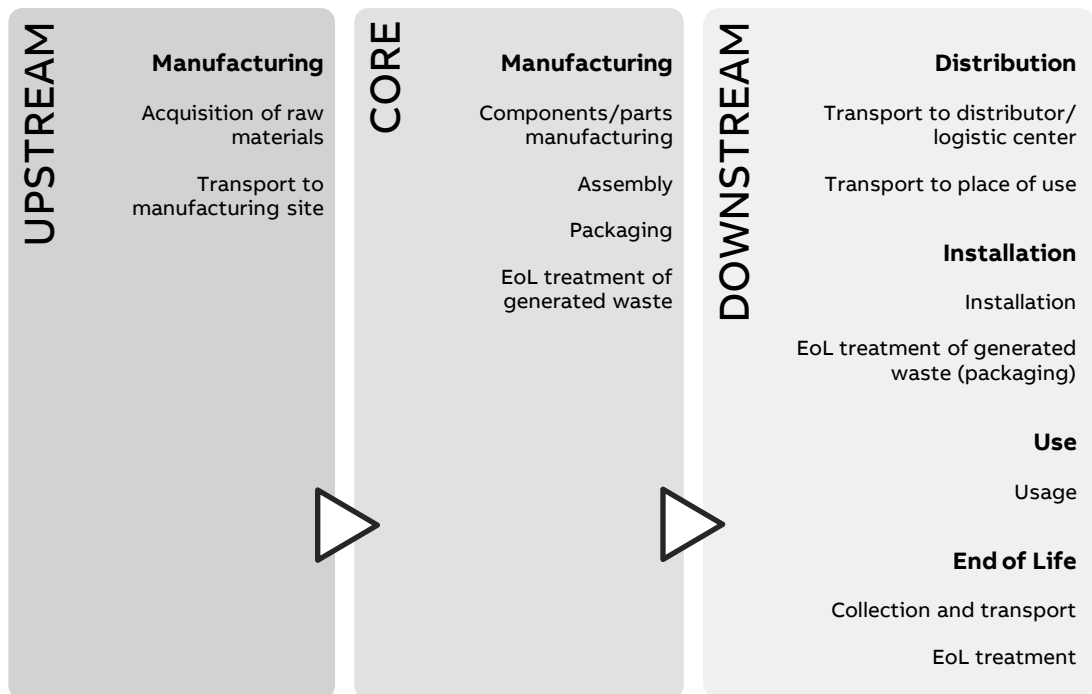 UPSTREAM
Manufacturing
Acquisition of raw
materials
Transport to
manufacturing site
CORE
Manufacturing
Components/parts
manufacturing
Assembly
Packaging
EoL treatment of
generated waste
DOWNSTREAM
Distribution
Transport to distributor/
logistic center
Transport to place of use
Installation
Installation
EoL treatment of generated
waste (packaging)
Use
Usage
End of Life
Collection and transport
EoL treatment